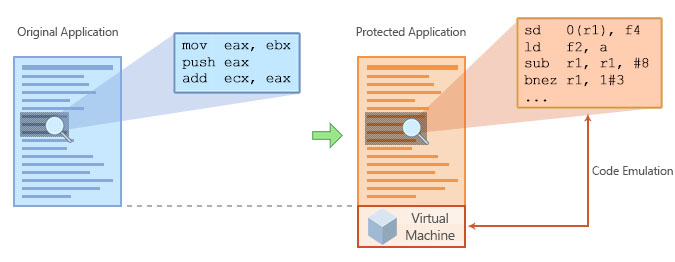 Original Application
mov  eax, ebx
push eax
add  ecx, eax
Protected Application
sd   0(r1), f4
ld   f2, a
sub  r1, r1, #8
bnez r1, 1#3
...
Code Emulation
Virtual
Machine